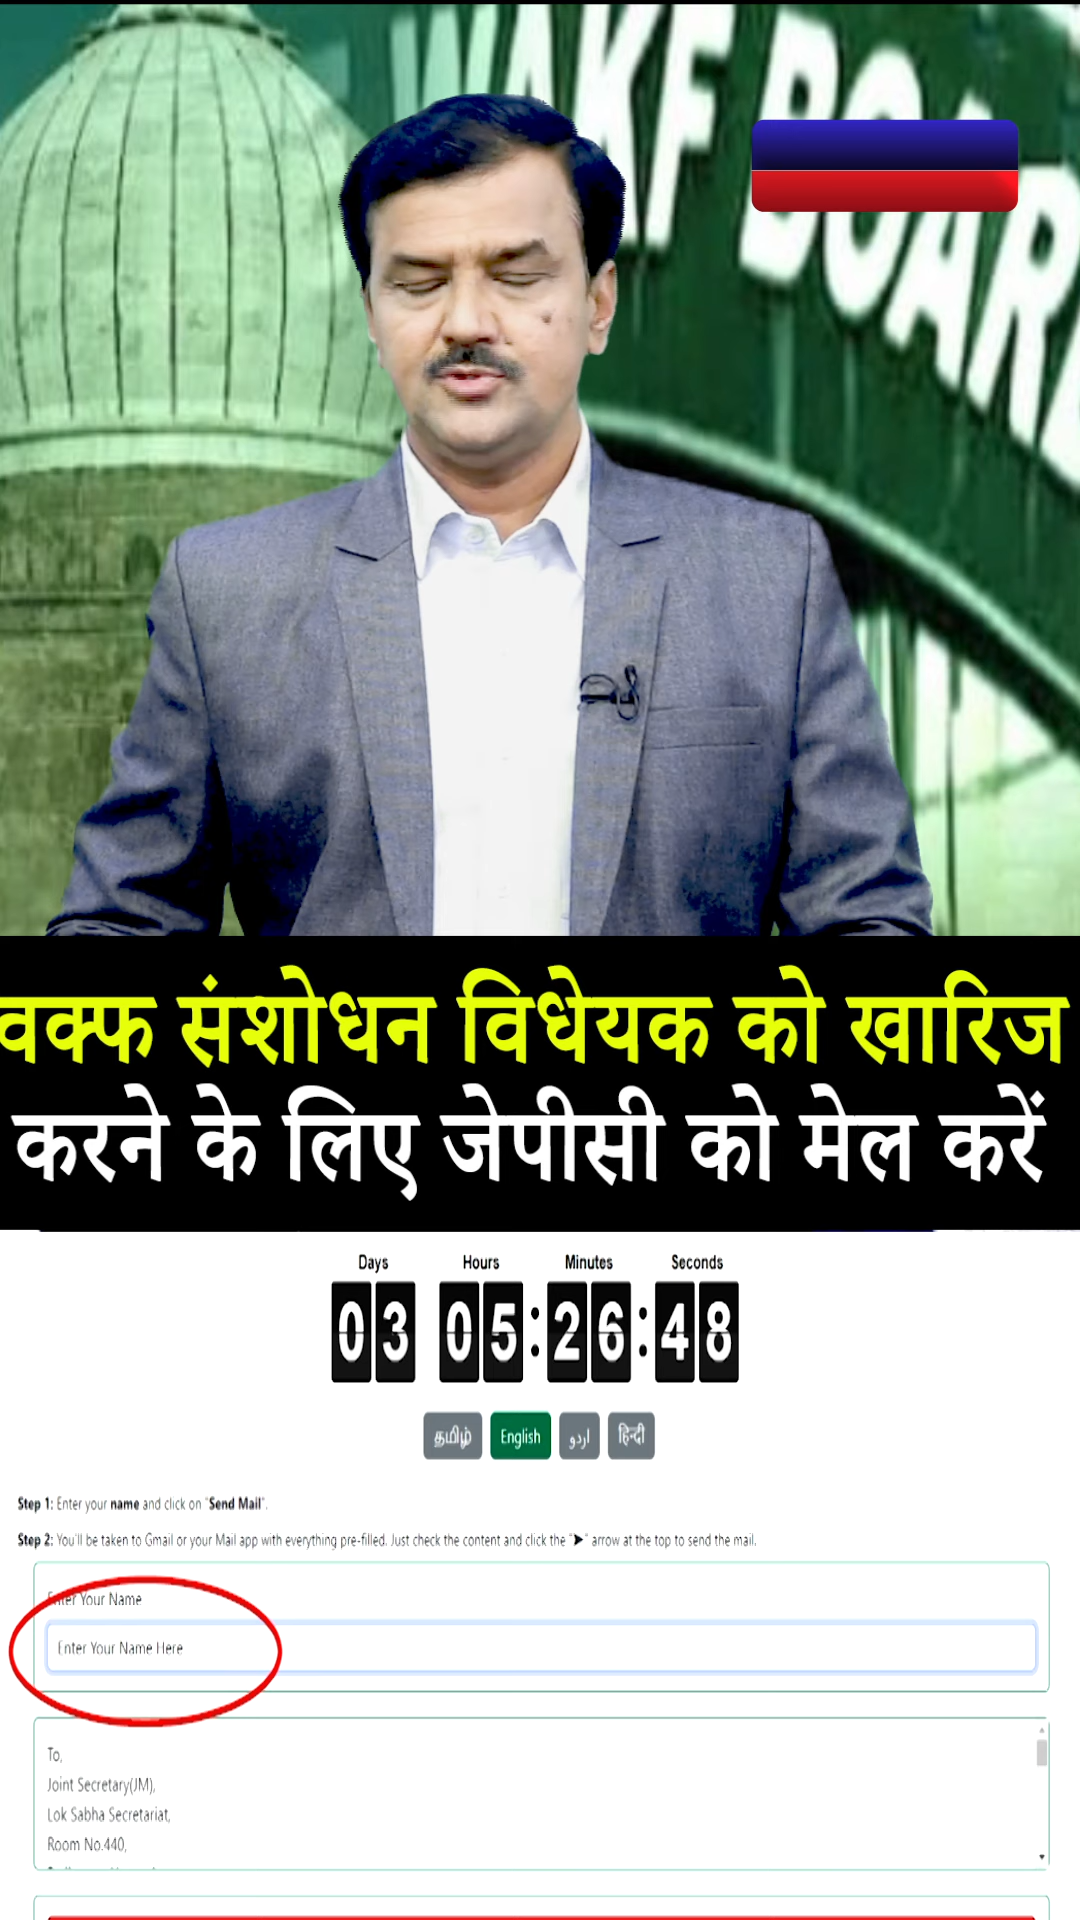 WAKF BOARD
वक्फ संशोधन विधेयक को खारिज
करने के लिए जेपीसी को मेल करें
Days Hours Minutes Seconds
03 05:26:48
தமிழ் English اردو हिन्दी
Step 1: Enter your name and click on "Send Mail".
Step 2: You'll be taken to Gmail or your Mail app with everything pre-filled. Just check the content and click the "➤" arrow at the top to send the mail.
Enter Your Name
Enter Your Name Here
To,
Joint Secretary(JM),
Lok Sabha Secretariat,
Room No.440,